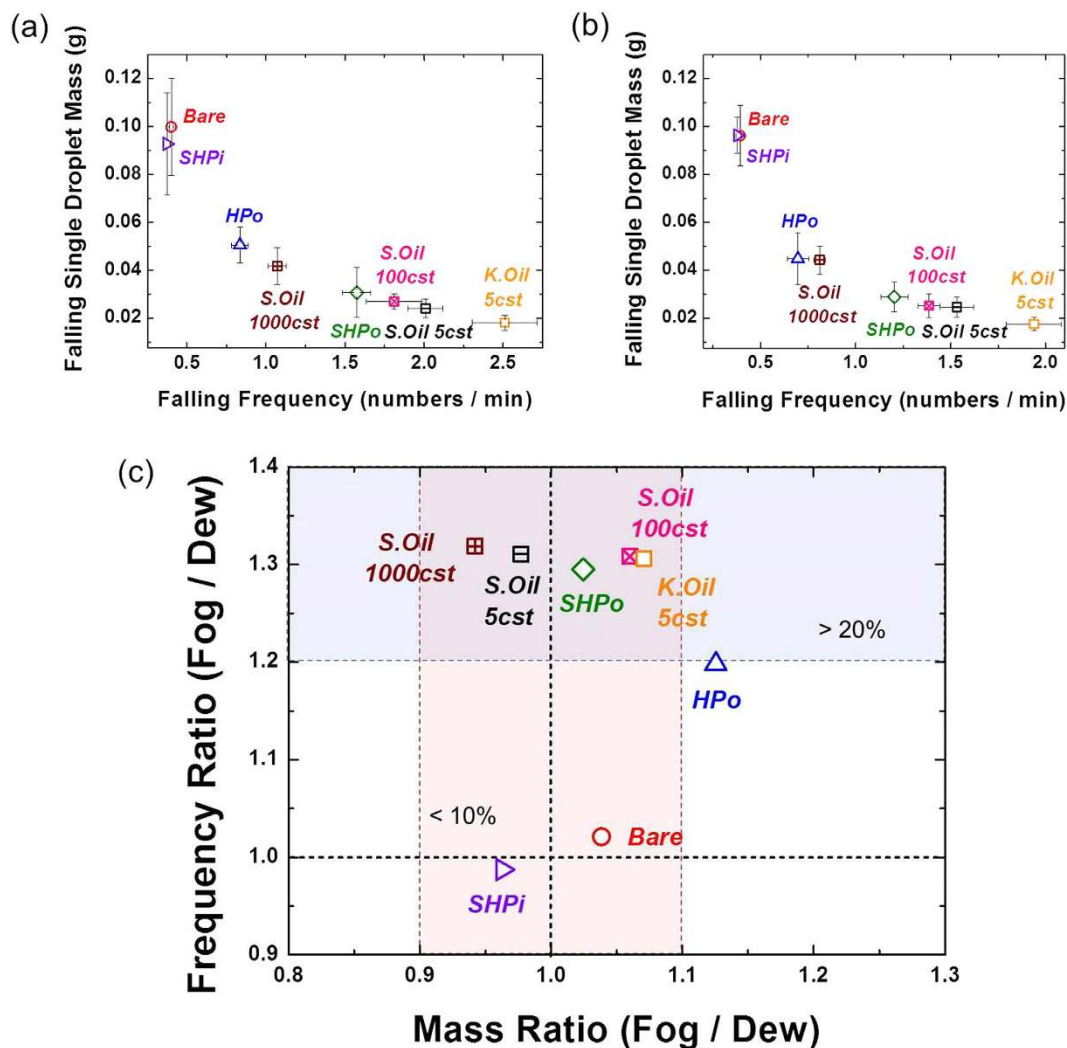 (a)
Falling Single Droplet Mass (g)
0.12
0.10
0.08
0.06
0.04
0.02
Bare
SHPi
HPo
S.Oil
1000cst
S.Oil
100cst
SHPo
S.Oil 5cst
K.Oil
5cst
0.5
1.0
1.5
2.0
2.5
Falling Frequency (numbers / min)
(b)
Falling Single Droplet Mass (g)
0.12
0.10
0.08
0.06
0.04
0.02
Bare
SHPi
HPo
S.Oil
1000cst
S.Oil
100cst
SHPo
S.Oil 5cst
K.Oil
5cst
0.5
1.0
1.5
2.0
Falling Frequency (numbers / min)
(c)
Frequency Ratio (Fog / Dew)
1.4
1.3
1.2
1.1
1.0
0.9
S.Oil
1000cst
S.Oil
5cst
SHPo
S.Oil
100cst
K.Oil
5cst
> 20%
HPo
< 10%
Bare
SHPi
0.8
0.9
1.0
1.1
1.2
1.3
Mass Ratio (Fog / Dew)